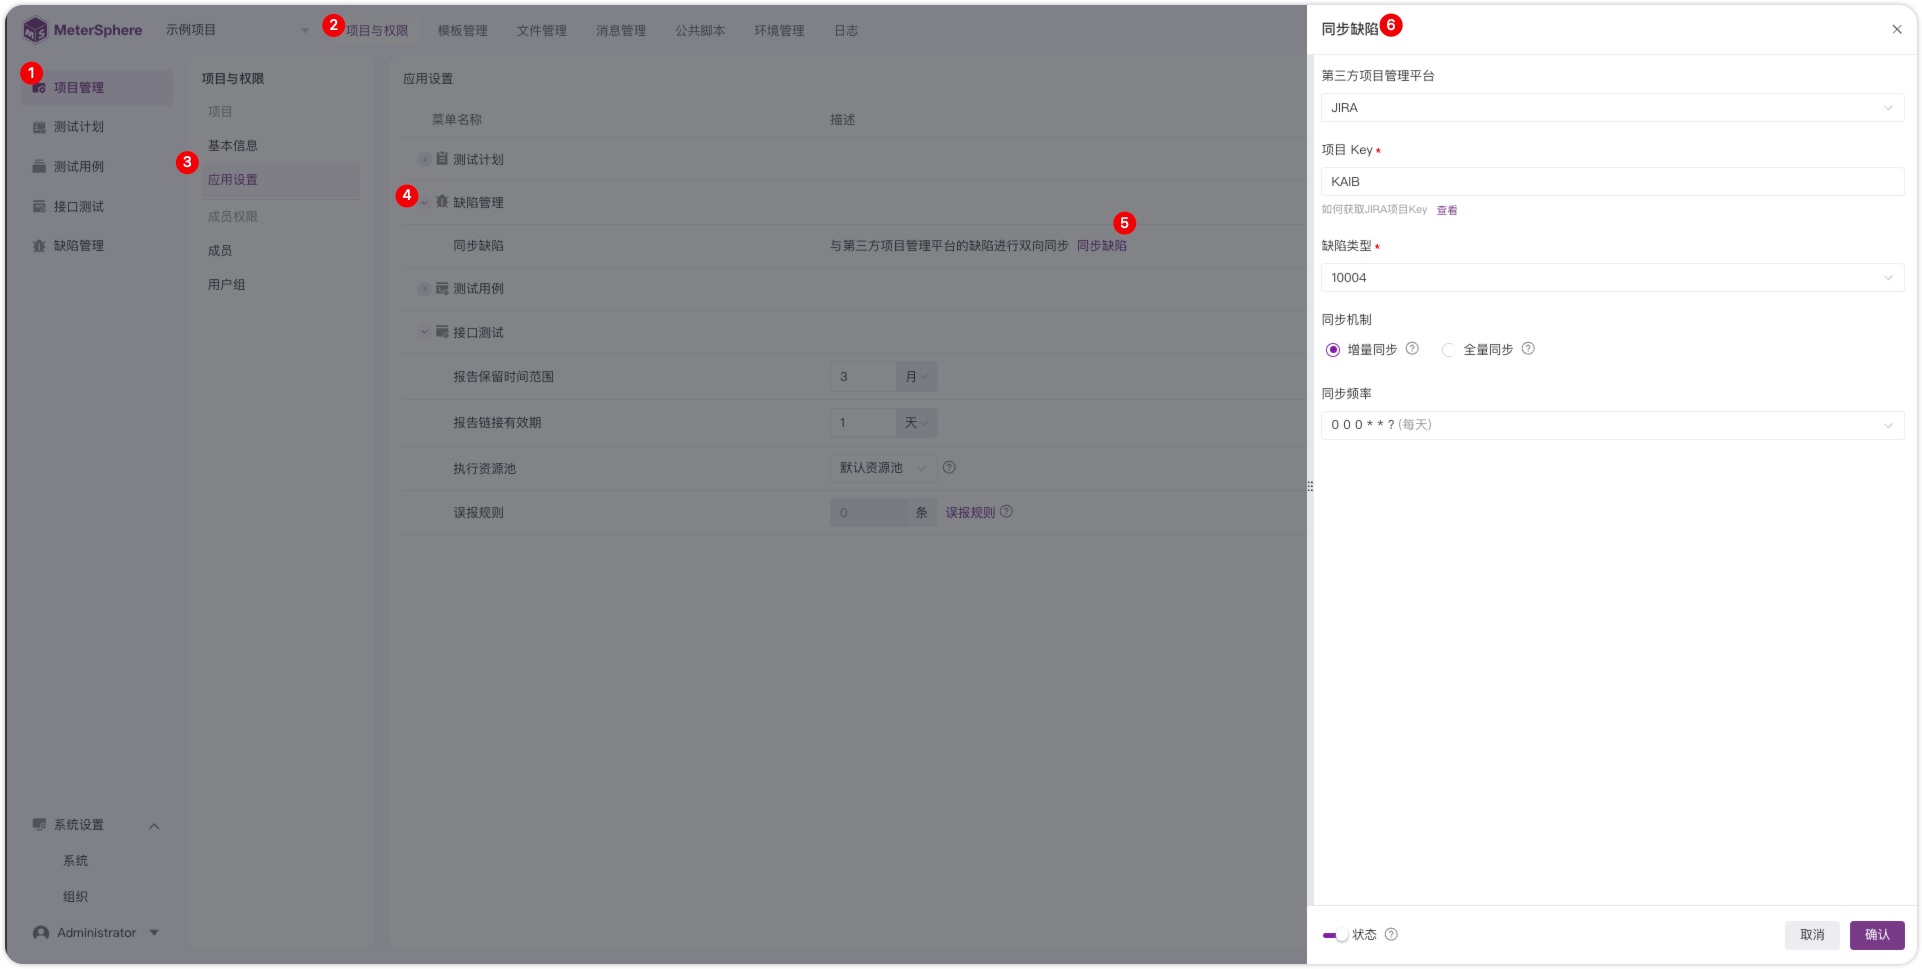 MeterSphere
示例项目
2
项目与权限
模板管理
文件管理
消息管理
公共脚本
环境管理
日志
1
项目管理
测试计划
测试用例
接口测试
缺陷管理
系统设置
系统
组织
Administrator
项目与权限
项目
基本信息
3
应用设置
成员权限
成员
用户组
应用设置
菜单名称 描述
测试计划
4
缺陷管理
5
同步缺陷 与第三方项目管理平台的缺陷进行双向同步 同步缺陷
测试用例
接口测试
报告保留时间范围 3 月
报告链接有效期 1 天
执行资源池 默认资源池 ?
误报规则 0 条 误报规则 ?
同步缺陷 6
第三方项目管理平台
JIRA
项目 Key *
KAIB
如何获取JIRA项目Key 查看
缺陷类型 *
10004
同步机制
增量同步 ? 全量同步 ?
同步频率
0 0 0 * * ? (每天)
状态 ?
取消
确认